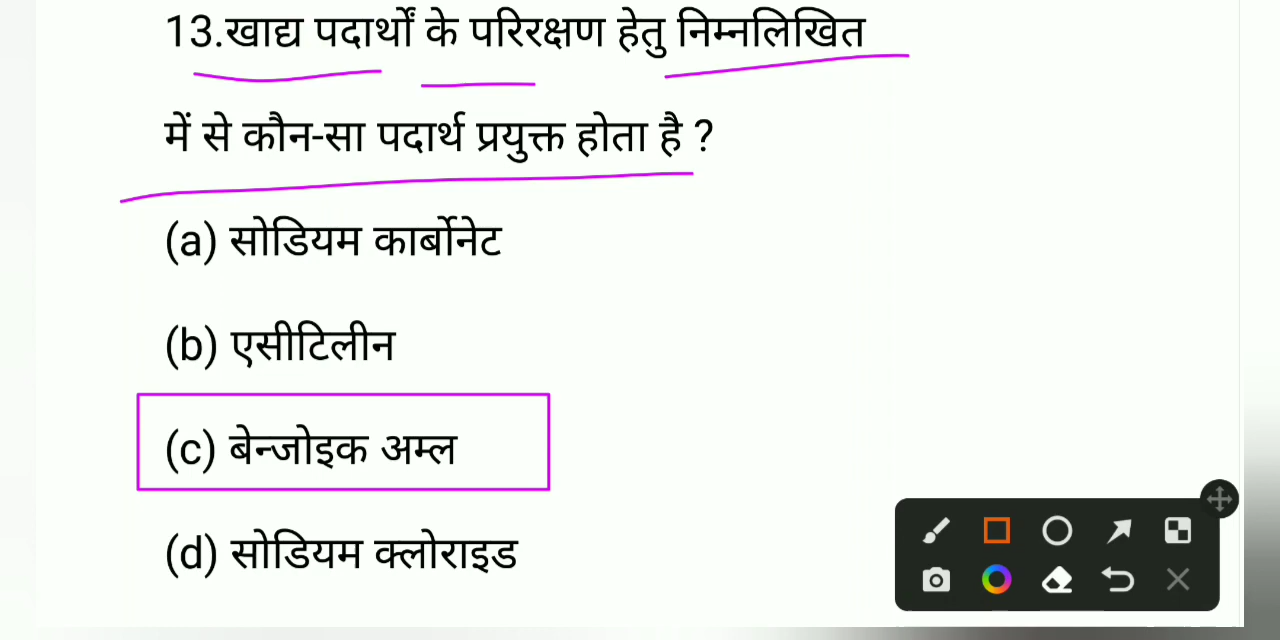 13.खाद्य पदार्थों के परिरक्षण हेतु निम्नलिखित
में से कौन-सा पदार्थ प्रयुक्त होता है ?
(a) सोडियम कार्बोनेट
(b) एसीटिलीन
(c) बेन्जोइक अम्ल
(d) सोडियम क्लोराइड